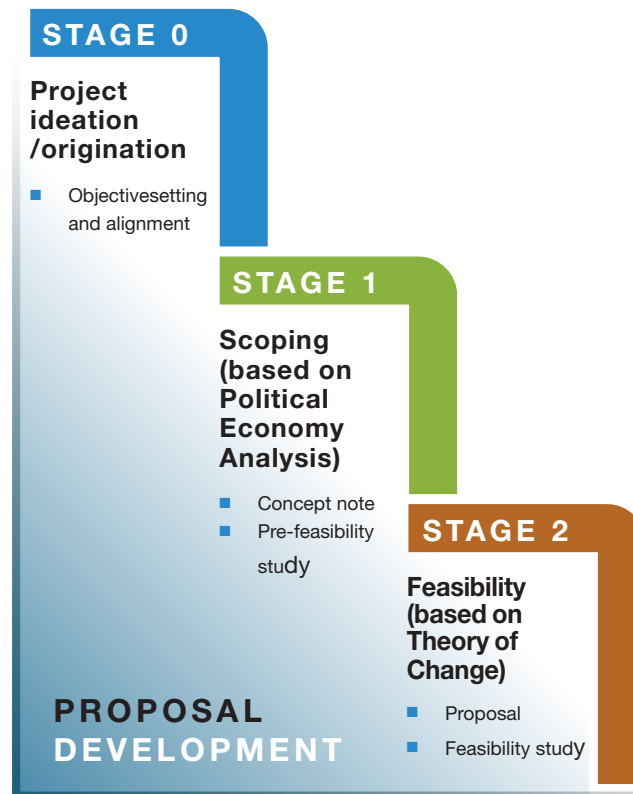 STAGE 0
Project
ideation
/origination
Objectivesetting
and alignment
STAGE 1
Scoping
(based on
Political
Economy
Analysis)
Concept note
Pre-feasibility
study
STAGE 2
Feasibility
(based on
Theory of
Change)
Proposal
Feasibility study
PROPOSAL
DEVELOPMENT